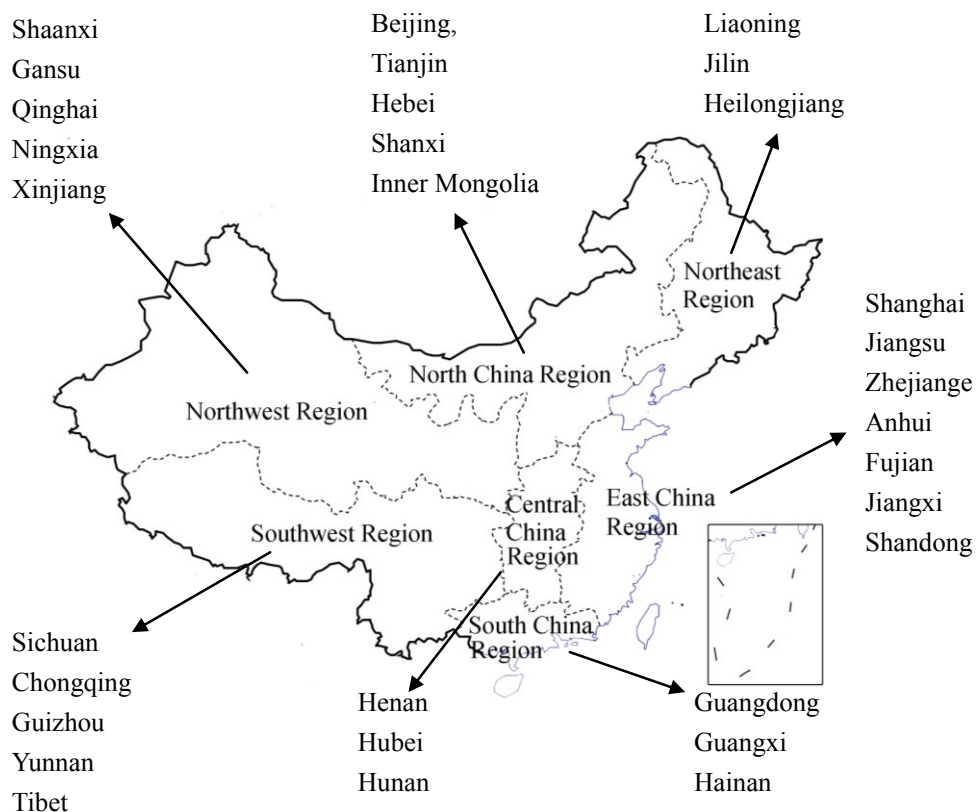 Shaanxi
Gansu
Qinghai
Ningxia
Xinjiang
Beijing,
Tianjin
Hebei
Shanxi
Inner Mongolia
Liaoning
Jilin
Heilongjiang
Northeast
Region
North China Region
Northwest Region
Shanghai
Jiangsu
Zhejiange
Anhui
Fujian
Jiangxi
Shandong
Central
China
Region
East China
Region
Southwest Region
South China
Region
Sichuan
Chongqing
Guizhou
Yunnan
Tibet
Henan
Hubei
Hunan
Guangdong
Guangxi
Hainan